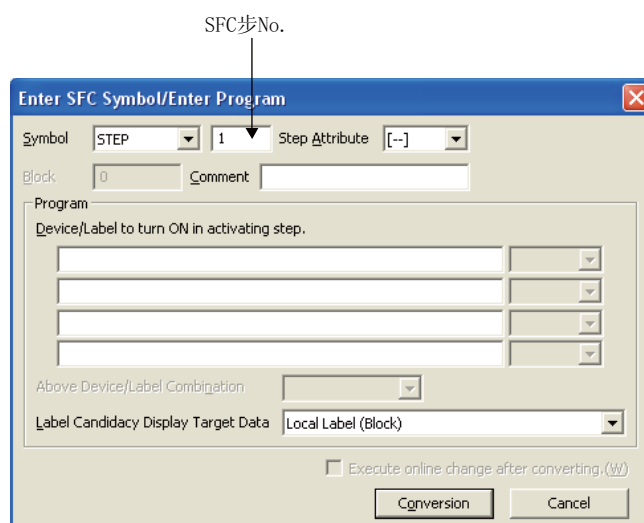 SFC步No.
Enter SFC Symbol/Enter Program
Symbol STEP 1 Step Attribute [--]
Block 0 Comment
Program
Device/Label to turn ON in activating step.
Above Device/Label Combination
Label Candidacy Display Target Data Local Label (Block)
Execute online change after converting.(W)
Conversion Cancel